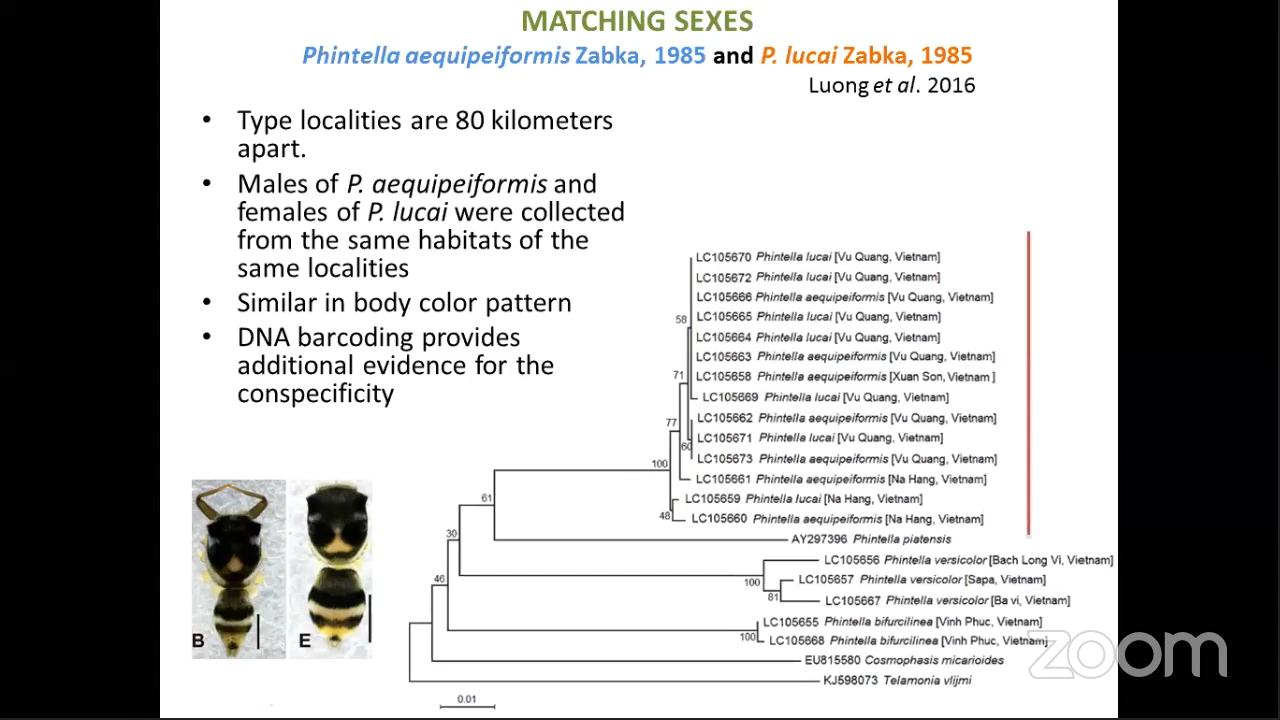 MATCHING SEXES
Phintella aequipeiformis Zabka, 1985 and P. lucai Zabka, 1985
Luong et al. 2016
• Type localities are 80 kilometers
apart.
• Males of P. aequipeiformis and
females of P. lucai were collected
from the same habitats of the
same localities
• Similar in body color pattern
• DNA barcoding provides
additional evidence for the
conspecificity
LC105670 Phintella lucai [Vu Quang, Vietnam]
LC105672 Phintella lucai [Vu Quang, Vietnam]
LC105666 Phintella aequipeiformis [Vu Quang, Vietnam]
LC105665 Phintella lucai [Vu Quang, Vietnam]
58
LC105664 Phintella lucai [Vu Quang, Vietnam]
LC105663 Phintella aequipeiformis [Vu Quang, Vietnam]
71
LC105658 Phintella aequipeiformis [Xuan Son, Vietnam]
LC105669 Phintella lucai [Vu Quang, Vietnam]
LC105662 Phintella aequipeiformis [Vu Quang, Vietnam]
77
LC105671 Phintella lucai [Vu Quang, Vietnam]
60
LC105673 Phintella aequipeiformis [Vu Quang, Vietnam]
100
LC105661 Phintella aequipeiformis [Na Hang, Vietnam]
61
LC105659 Phintella lucai [Na Hang, Vietnam]
48
LC105660 Phintella aequipeiformis [Na Hang, Vietnam]
30
AY297396 Phintella piatensis
LC105656 Phintella versicolor [Bach Long Vi, Vietnam]
46
100
LC105657 Phintella versicolor [Sapa, Vietnam]
81
LC105667 Phintella versicolor [Ba vi, Vietnam]
LC105655 Phintella bifurcilinea [Vinh Phuc, Vietnam]
100
LC105668 Phintella bifurcilinea [Vinh Phuc, Vietnam]
EU815580 Cosmophasis micarioides
KJ598073 Telamonia vlijmi
0.01
B
E
zoom